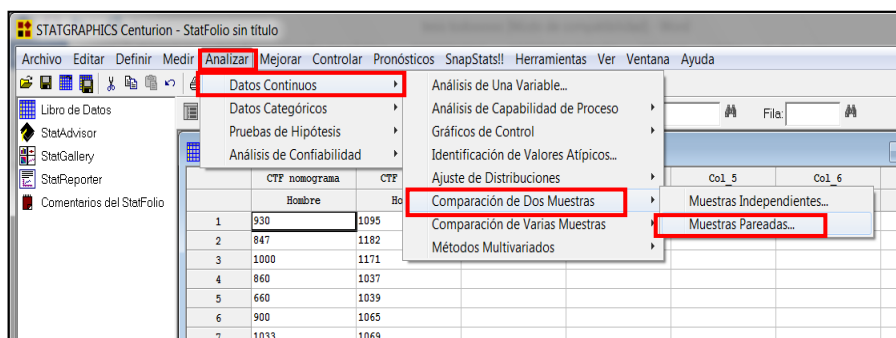 STATGRAPHICS Centurion - StatFolio sin título
Archivo Editar Definir Medir Analizar Mejorar Controlar Pronósticos SnapStats!! Herramientas Ver Ventana Ayuda
Libro de Datos
StatAdvisor
StatGallery
StatReporter
Comentarios del StatFolio
Datos Continuos
Datos Categóricos
Pruebas de Hipótesis
Análisis de Confiabilidad
Análisis de Una Variable...
Análisis de Capabilidad de Proceso
Gráficos de Control
Identificación de Valores Atípicos...
Ajuste de Distribuciones
Comparación de Dos Muestras
Comparación de Varias Muestras
Métodos Multivariados
Muestras Independientes...
Muestras Pareadas...
Fila:
CTF nomograma CTF Col_5 Col_6
Hombre Ho
1 930 1095
2 847 1182
3 1000 1171
4 860 1037
5 660 1039
6 900 1065
7 1033 1069